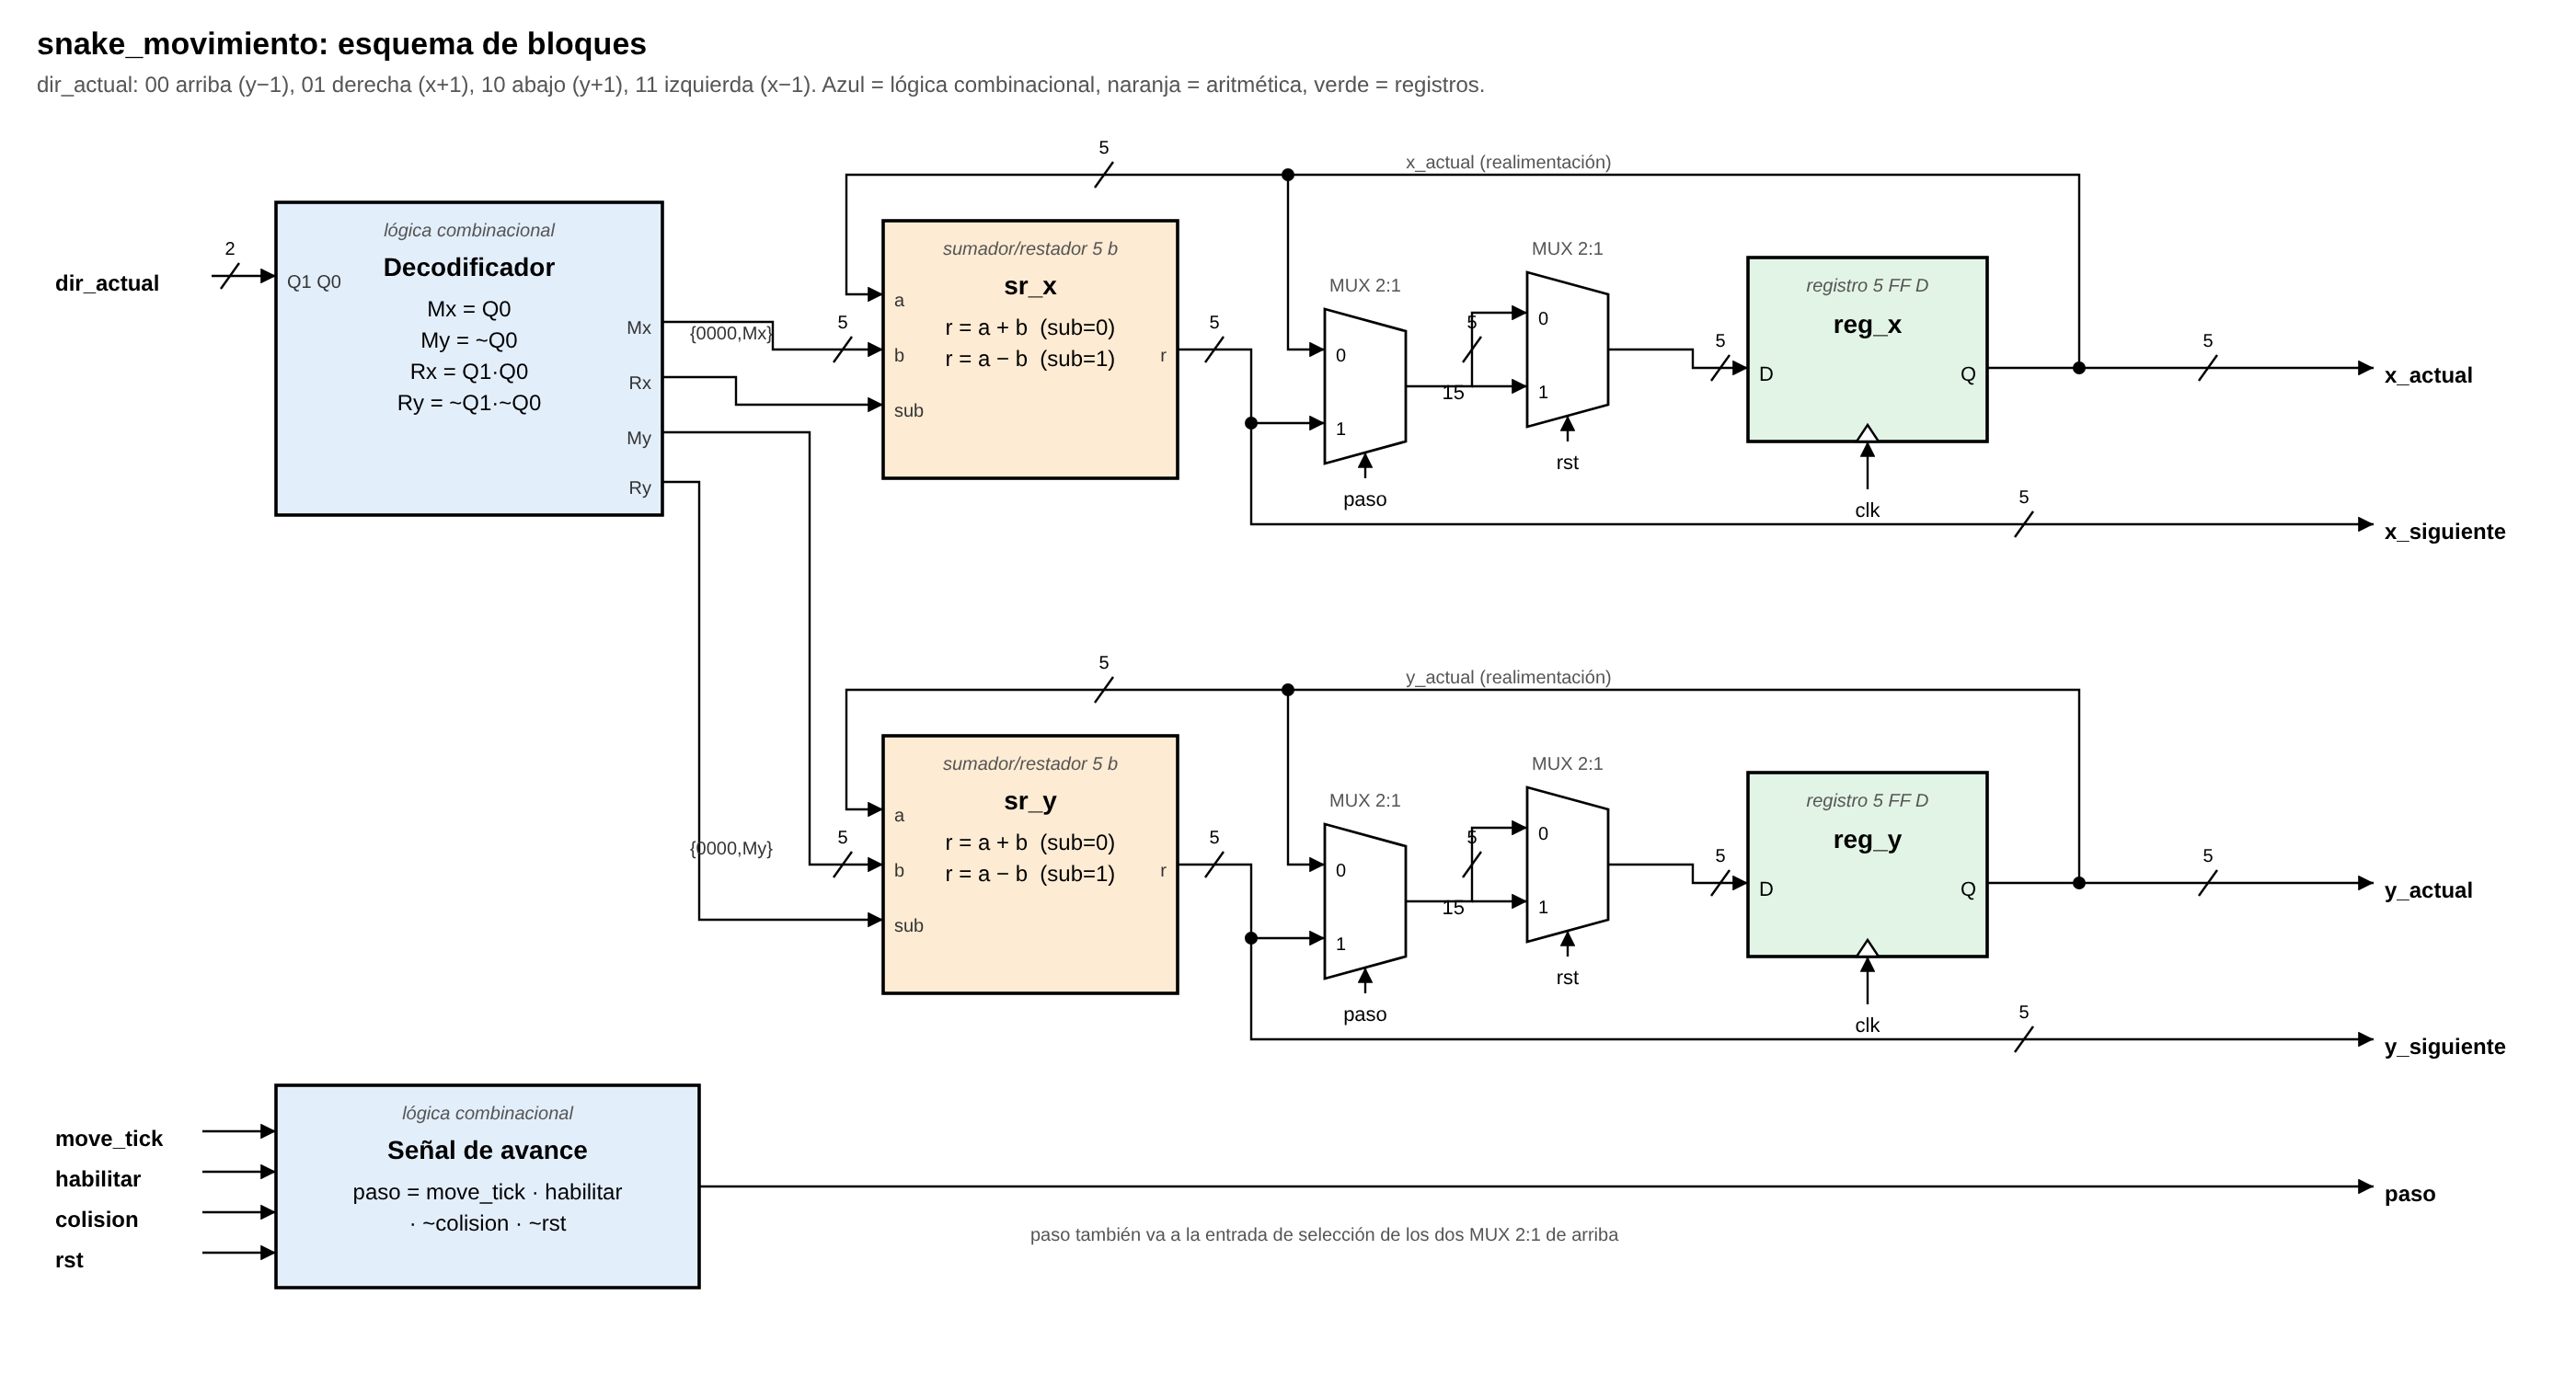 snake_movimiento: esquema de bloques
dir_actual: 00 arriba (y−1), 01 derecha (x+1), 10 abajo (y+1), 11 izquierda (x−1). Azul = lógica combinacional, naranja = aritmética, verde = registros.
5
x_actual (realimentación)
dir_actual
2
Q1 Q0
lógica combinacional
Decodificador
Mx = Q0
My = ~Q0
Rx = Q1·Q0
Ry = ~Q1·~Q0
Mx
Rx
My
Ry
{0000,Mx}
5
sumador/restador 5 b
sr_x
r = a + b (sub=0)
r = a − b (sub=1)
a
b
sub
r
5
MUX 2:1
0
1
paso
5
15
MUX 2:1
0
1
rst
5
registro 5 FF D
reg_x
D
Q
clk
5
x_actual
5
x_siguiente
5
y_actual (realimentación)
{0000,My}
5
sumador/restador 5 b
sr_y
r = a + b (sub=0)
r = a − b (sub=1)
a
b
sub
r
5
MUX 2:1
0
1
paso
5
15
MUX 2:1
0
1
rst
5
registro 5 FF D
reg_y
D
Q
clk
5
y_actual
5
y_siguiente
move_tick
habilitar
colision
rst
lógica combinacional
Señal de avance
paso = move_tick · habilitar
· ~colision · ~rst
paso
paso también va a la entrada de selección de los dos MUX 2:1 de arriba